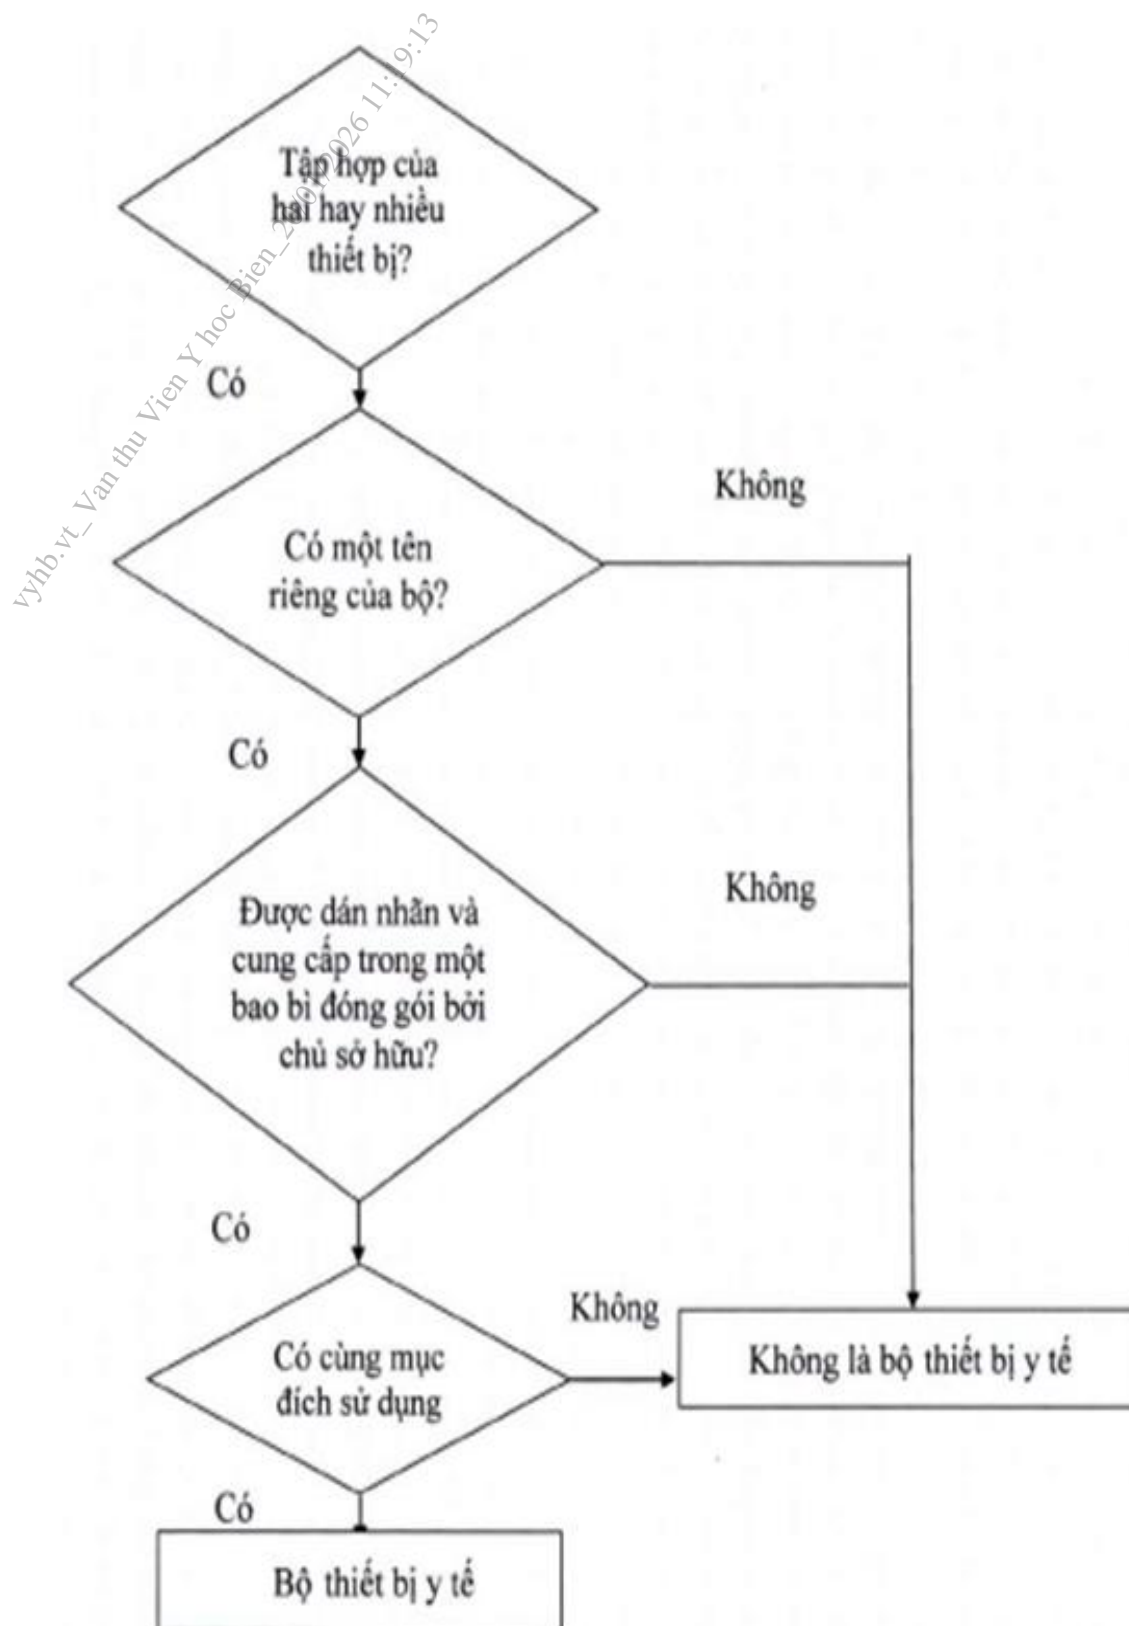 Tập hợp của
hai hay nhiều
thiết bị?
Có
Có một tên
riêng của bộ?
Không
Có
Được dán nhãn và
cung cấp trong một
bao bì đóng gói bởi
chủ sở hữu?
Không
Có
Có cùng mục
đích sử dụng
Không
Không là bộ thiết bị y tế
Có
Bộ thiết bị y tế